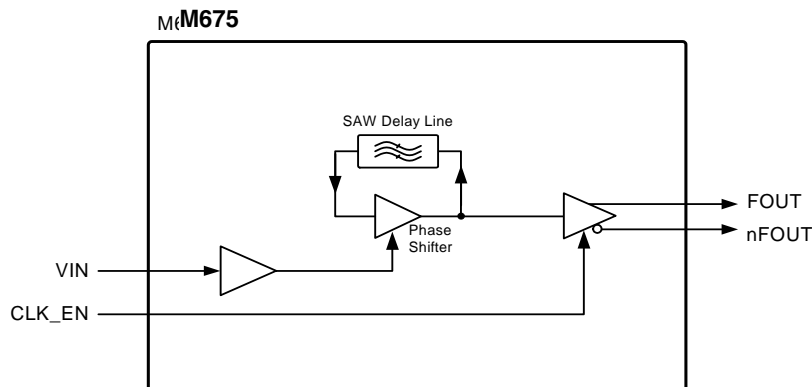 M675
SAW Delay Line
Phase
Shifter
FOUT
nFOUT
VIN
CLK_EN